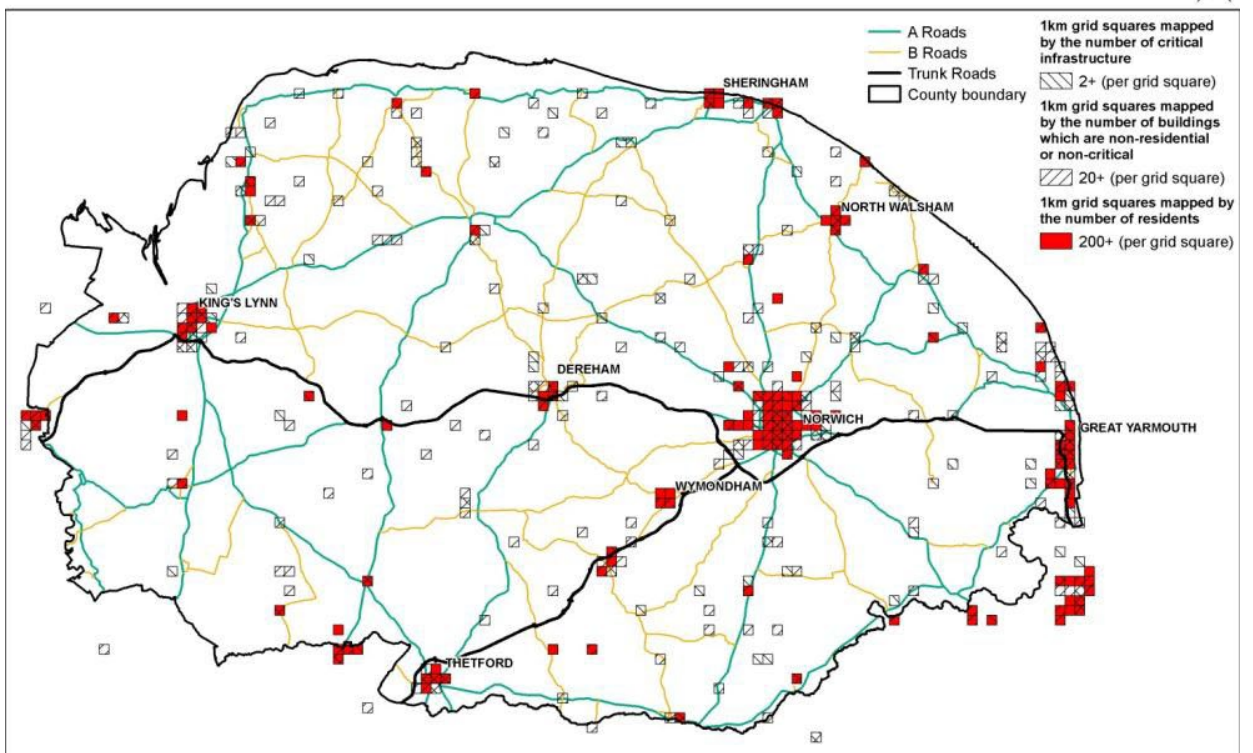 A Roads
B Roads
Trunk Roads
County boundary
1km grid squares mapped
by the number of critical
infrastructure
2+ (per grid square)
1km grid squares mapped
by the number of buildings
which are non-residential
or non-critical
20+ (per grid square)
1km grid squares mapped by
the number of residents
200+ (per grid square)
SHERINGHAM
NORTH WALSHAM
KING'S LYNN
DEREHAM
NORWICH
GREAT YARMOUTH
WYMONDHAM
THETFORD